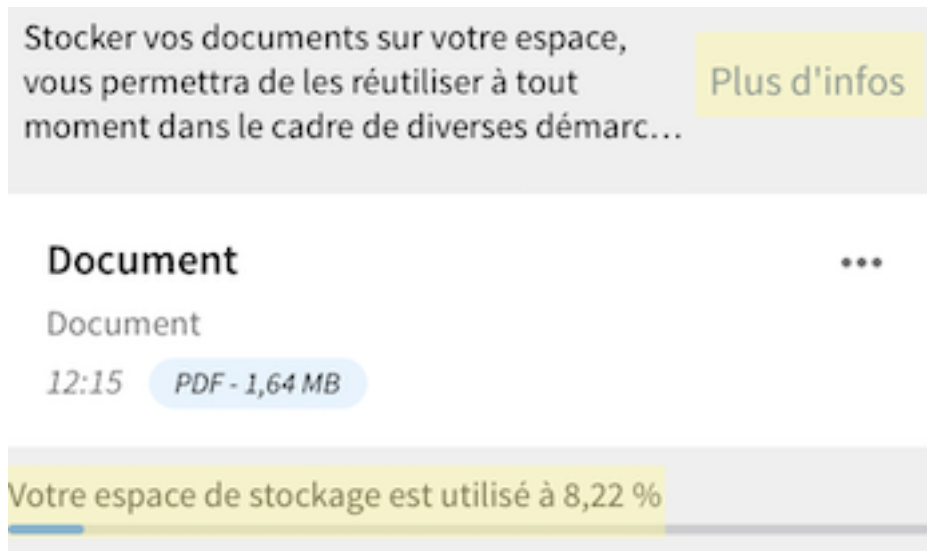 Stocker vos documents sur votre espace,
vous permettra de les réutiliser à tout
moment dans le cadre de diverses démarc...
Plus d'infos
Document
Document
12:15 PDF - 1,64 MB
Votre espace de stockage est utilisé à 8,22 %